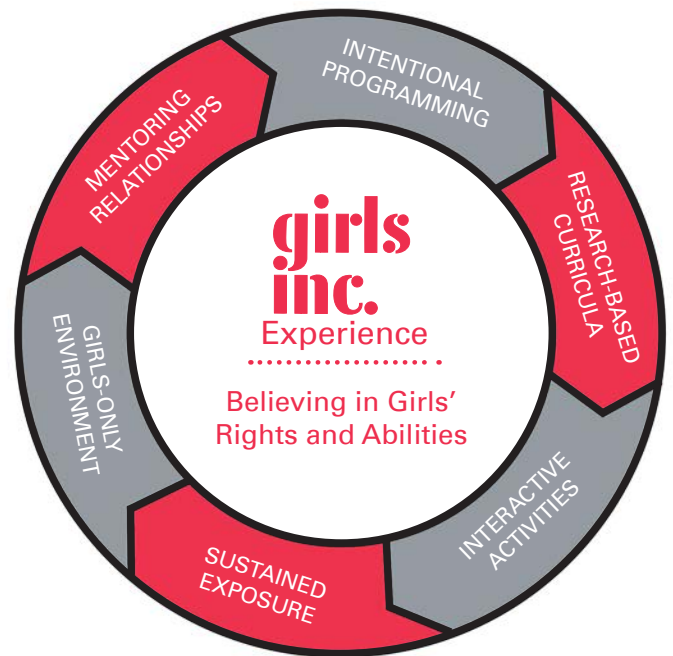 INTENTIONAL
PROGRAMMING
RESEARCH-BASED
CURRICULA
INTERACTIVE
ACTIVITIES
SUSTAINED
EXPOSURE
GIRLS-ONLY
ENVIRONMENT
MENTORING
RELATIONSHIPS
girls
inc.
Experience
Believing in Girls’
Rights and Abilities